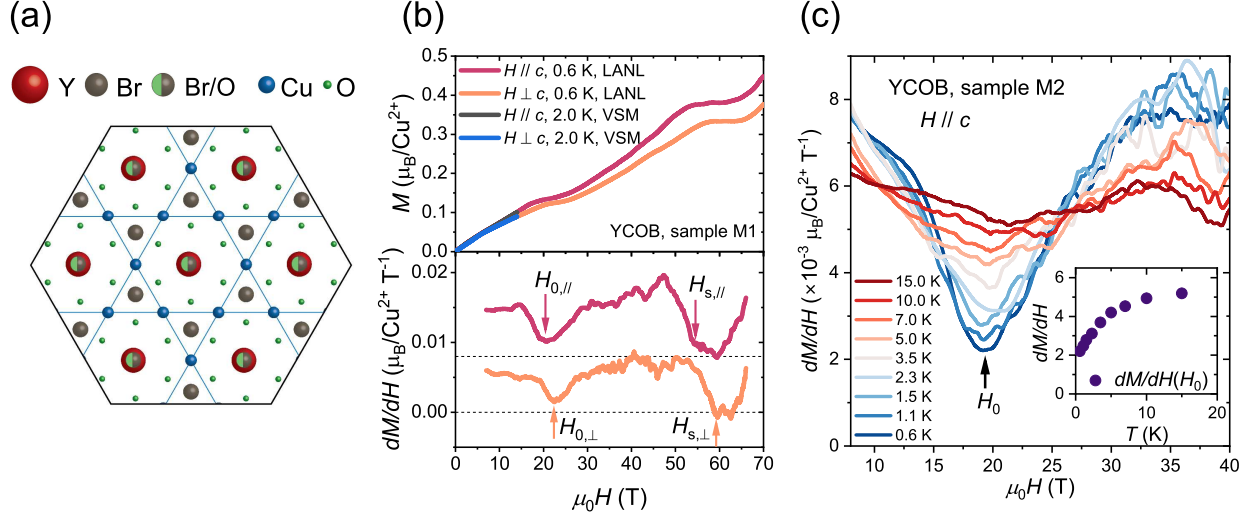 (a)
Y Br Br/O Cu O
(b)
H // c, 0.6 K, LANL
H ⊥ c, 0.6 K, LANL
H // c, 2.0 K, VSM
H ⊥ c, 2.0 K, VSM
YCOB, sample M1
M (μB/Cu2+)
0.5
0.4
0.3
0.2
0.1
0.0
H0,//
Hs,//
H0,⊥
Hs,⊥
dM/dH (μB/Cu2+ T-1)
0.02
0.01
0.00
0 10 20 30 40 50 60 70
μ0H (T)
(c)
YCOB, sample M2
H // c
dM/dH (×10-3 μB/Cu2+ T-1)
8
6
4
2
0
15.0 K
10.0 K
7.0 K
5.0 K
3.5 K
2.3 K
1.5 K
1.1 K
0.6 K
H0
dM/dH
6
4
2
0
dM/dH(H0)
0 10 20
T (K)
10 15 20 25 30 35 40
μ0H (T)